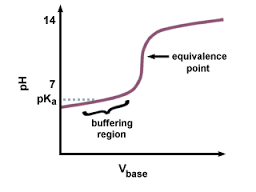 14
equivalence
point
pH
7
pKa
buffering
region
Vbase